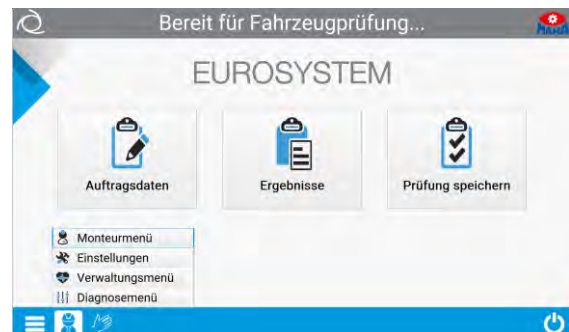 Bereit für Fahrzeugprüfung...
MAHA
EUROSYSTEM
Auftragsdaten
Ergebnisse
Prüfung speichern
Monteurmenü
Einstellungen
Verwaltungsmenü
Diagnosemenü